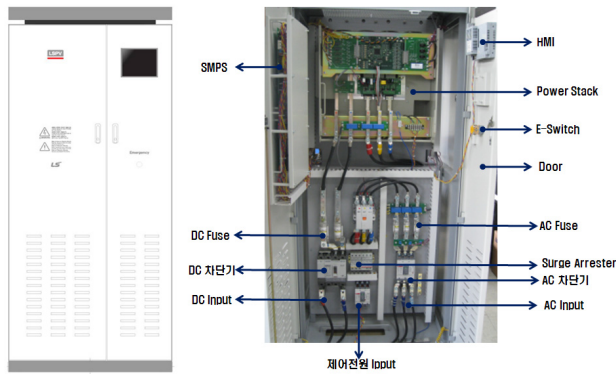 LSPV
Emergency
LS
SMPS
HMI
Power Stack
E-Switch
Door
DC Fuse
AC Fuse
Surge Arrester
DC 차단기
AC 차단기
DC Input
AC Input
제어전원 Input